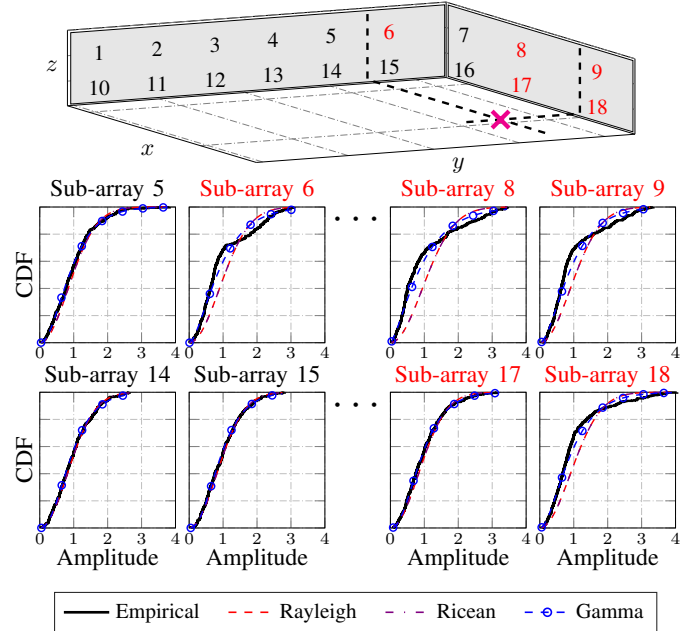 1 2 3 4 5 6 7 8 9
10 11 12 13 14 15 16 17 18
z
x
y
Sub-array 5 Sub-array 6 Sub-array 8 Sub-array 9
CDF
0 1 2 3 4 0 1 2 3 4 0 1 2 3 4 0 1 2 3 4
Sub-array 14 Sub-array 15 Sub-array 17 Sub-array 18
CDF
0 1 2 3 4 0 1 2 3 4 0 1 2 3 4 0 1 2 3 4
Amplitude Amplitude Amplitude Amplitude
Empirical Rayleigh Ricean Gamma